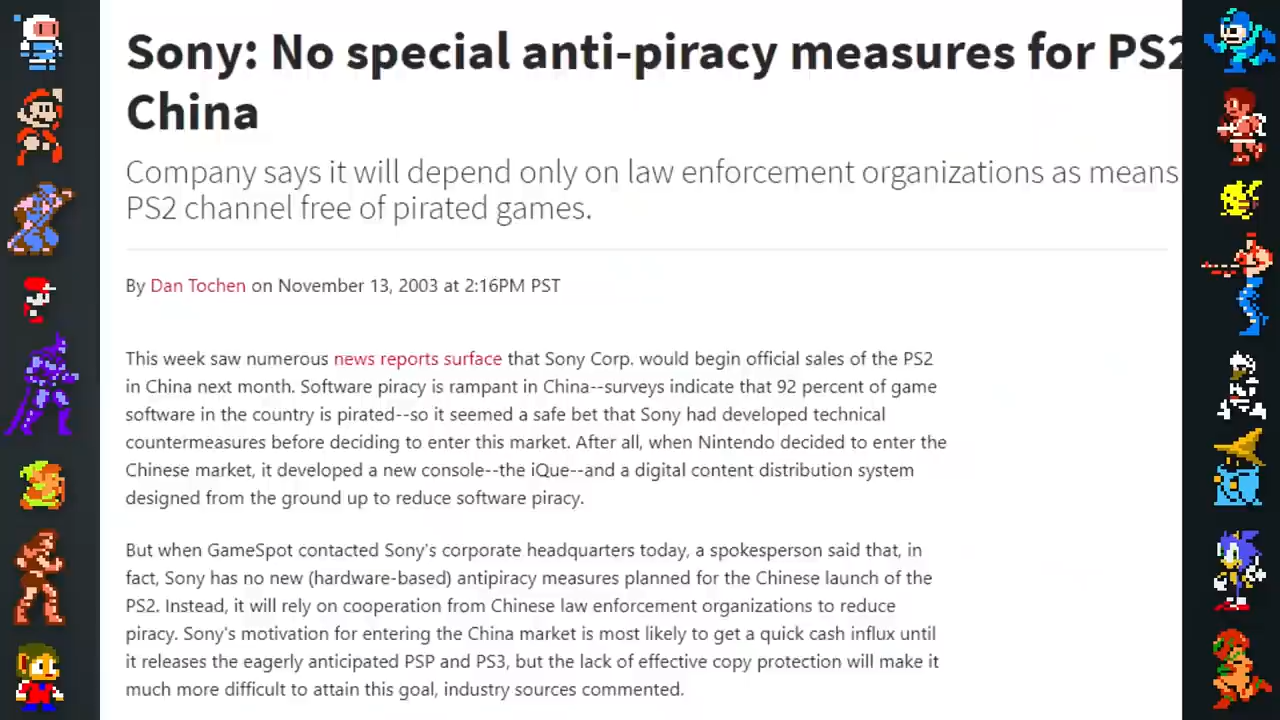 Sony: No special anti-piracy measures for PS2
China
Company says it will depend only on law enforcement organizations as means
PS2 channel free of pirated games.
By Dan Tochen on November 13, 2003 at 2:16PM PST
This week saw numerous news reports surface that Sony Corp. would begin official sales of the PS2
in China next month. Software piracy is rampant in China--surveys indicate that 92 percent of game
software in the country is pirated--so it seemed a safe bet that Sony had developed technical
countermeasures before deciding to enter this market. After all, when Nintendo decided to enter the
Chinese market, it developed a new console--the iQue--and a digital content distribution system
designed from the ground up to reduce software piracy.
But when GameSpot contacted Sony's corporate headquarters today, a spokesperson said that, in
fact, Sony has no new (hardware-based) antipiracy measures planned for the Chinese launch of the
PS2. Instead, it will rely on cooperation from Chinese law enforcement organizations to reduce
piracy. Sony's motivation for entering the China market is most likely to get a quick cash influx until
it releases the eagerly anticipated PSP and PS3, but the lack of effective copy protection will make it
much more difficult to attain this goal, industry sources commented.